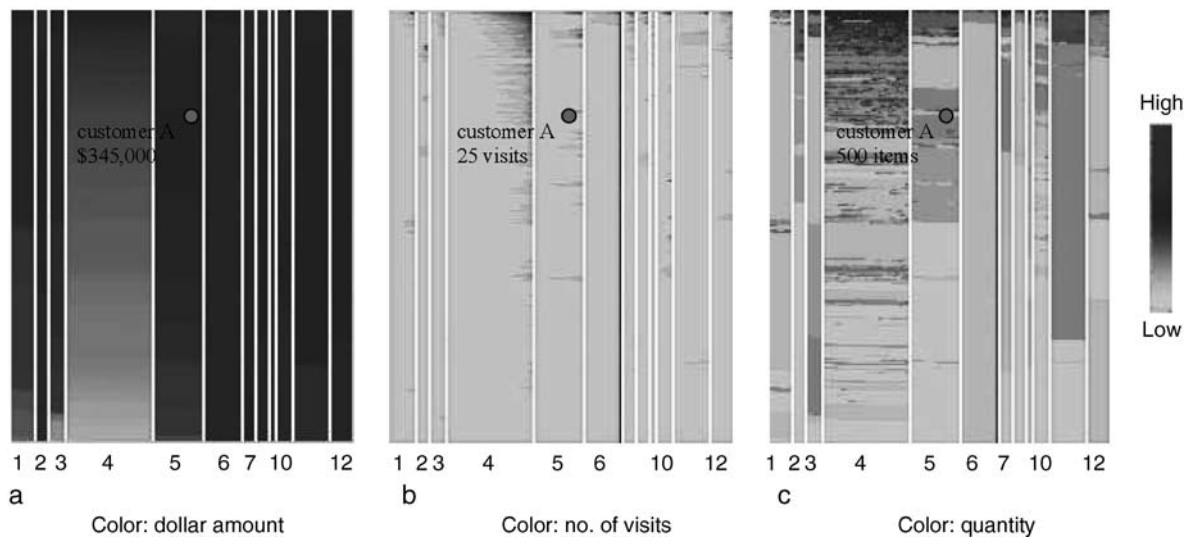 customer A
$345,000
customer A
25 visits
customer A
500 items
High
Low
1 2 3 4 5 6 7 10 12
1 2 3 4 5 6 10 12
1 2 3 4 5 6 7 10 12
a
b
c
Color: dollar amount
Color: no. of visits
Color: quantity